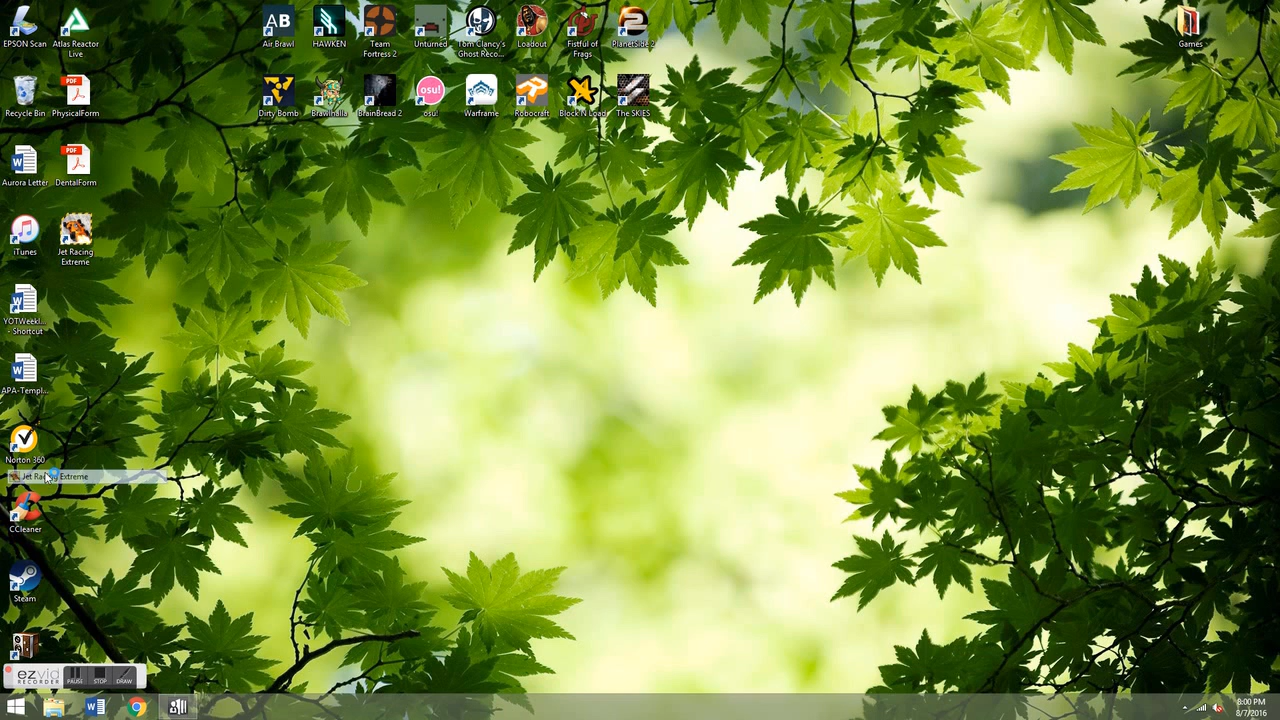 EPSON Scan
Atlas Reactor
Live
AB
Air Brawl
HAWKEN
Team
Fortress 2
Unturned
Tom Clancy's
Ghost Reco...
Loadout
Fistful of
Frags
2
PlanetSide 2
Games
Recycle Bin
PDF
PhysicalForm
Dirty Bomb
Brawlhalla
BrainBread 2
osu!
osu!
Warframe
Robocraft
Block N Load
The SKIES
W
Aurora Letter
PDF
DentalForm
iTunes
Jet Racing
Extreme
W
YOTWeekl...
- Shortcut
W
APA-Templ...
Norton 360
Jet Racing Extreme
CCleaner
Steam
ezvid
RECORDER
PAUSE
STOP
DRAW
W
8:00 PM
8/7/2016